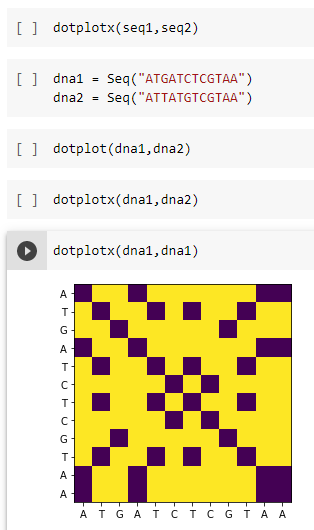 [ ] dotplotx(seq1,seq2)
[ ] dna1 = Seq("ATGATCTCGTAA")
dna2 = Seq("ATTATGTCGTAA")
[ ] dotplot(dna1,dna2)
[ ] dotplotx(dna1,dna2)
dotplotx(dna1,dna1)
A
T
G
A
T
C
T
C
G
T
A
A
A T G A T C T C G T A A